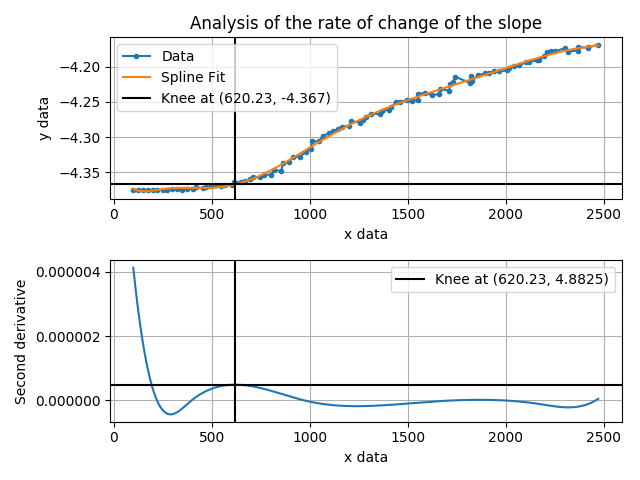 Analysis of the rate of change of the slope
Data
Spline Fit
Knee at (620.23, -4.367)
y data
−4.20
−4.25
−4.30
−4.35
0 500 1000 1500 2000 2500
x data
Knee at (620.23, 4.8825)
Second derivative
0.000004
0.000002
0.000000
0 500 1000 1500 2000 2500
x data